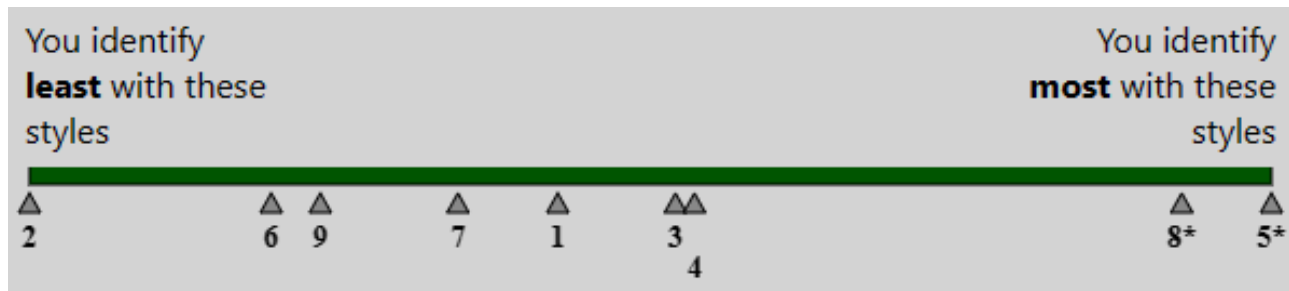 You identify
least with these
styles
You identify
most with these
styles
2 6 9 7 1 3 4 8* 5*